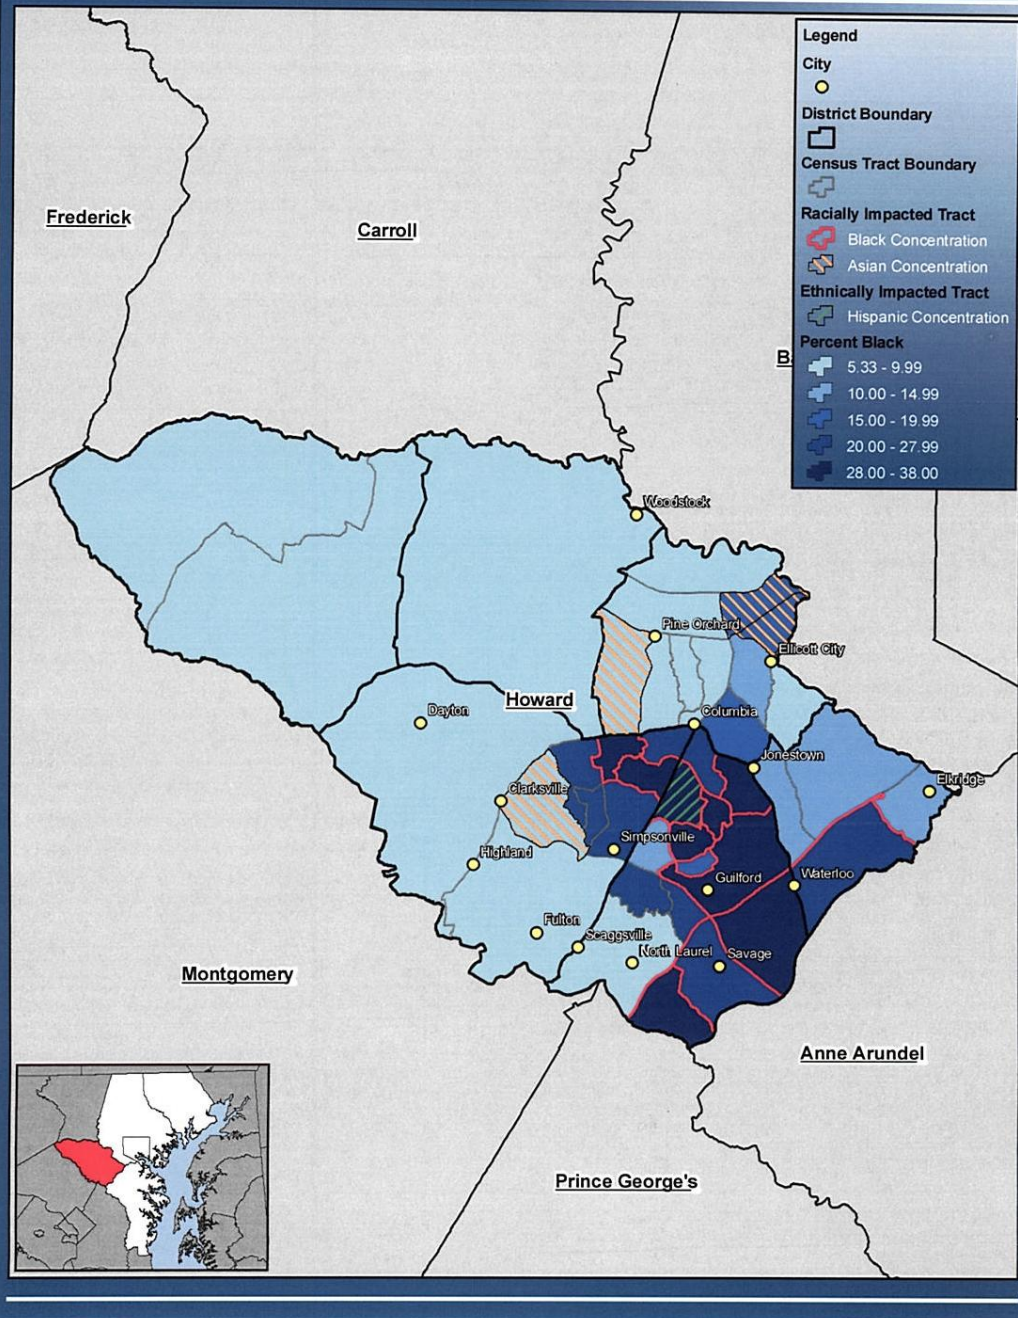 Legend
City
District Boundary
Census Tract Boundary
Racially Impacted Tract
Black Concentration
Asian Concentration
Ethnically Impacted Tract
Hispanic Concentration
Percent Black
5.33 - 9.99
10.00 - 14.99
15.00 - 19.99
20.00 - 27.99
28.00 - 38.00
Frederick
Carroll
Ba
Woodstock
Pine Orchard
Ellicott City
Howard
Dayton
Columbia
Jonestown
Elkridge
Clarksville
Simpsonville
Highland
Guilford
Waterloo
Fulton
Scaggsville
North Laurel
Savage
Montgomery
Anne Arundel
Prince George's